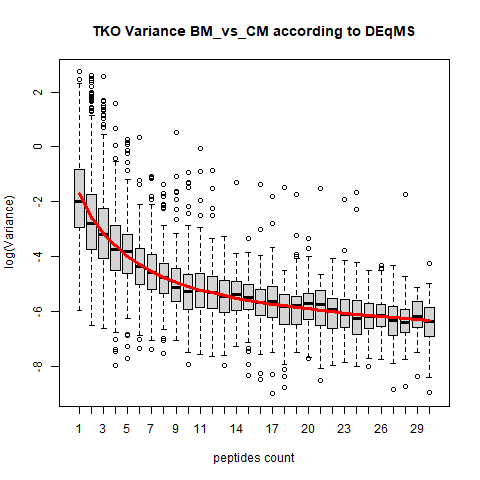 TKO Variance BM_vs_CM according to DEqMS
log(Variance)
2
0
-2
-4
-6
-8
1 3 5 7 9 11 14 17 20 23 26 29
peptides count